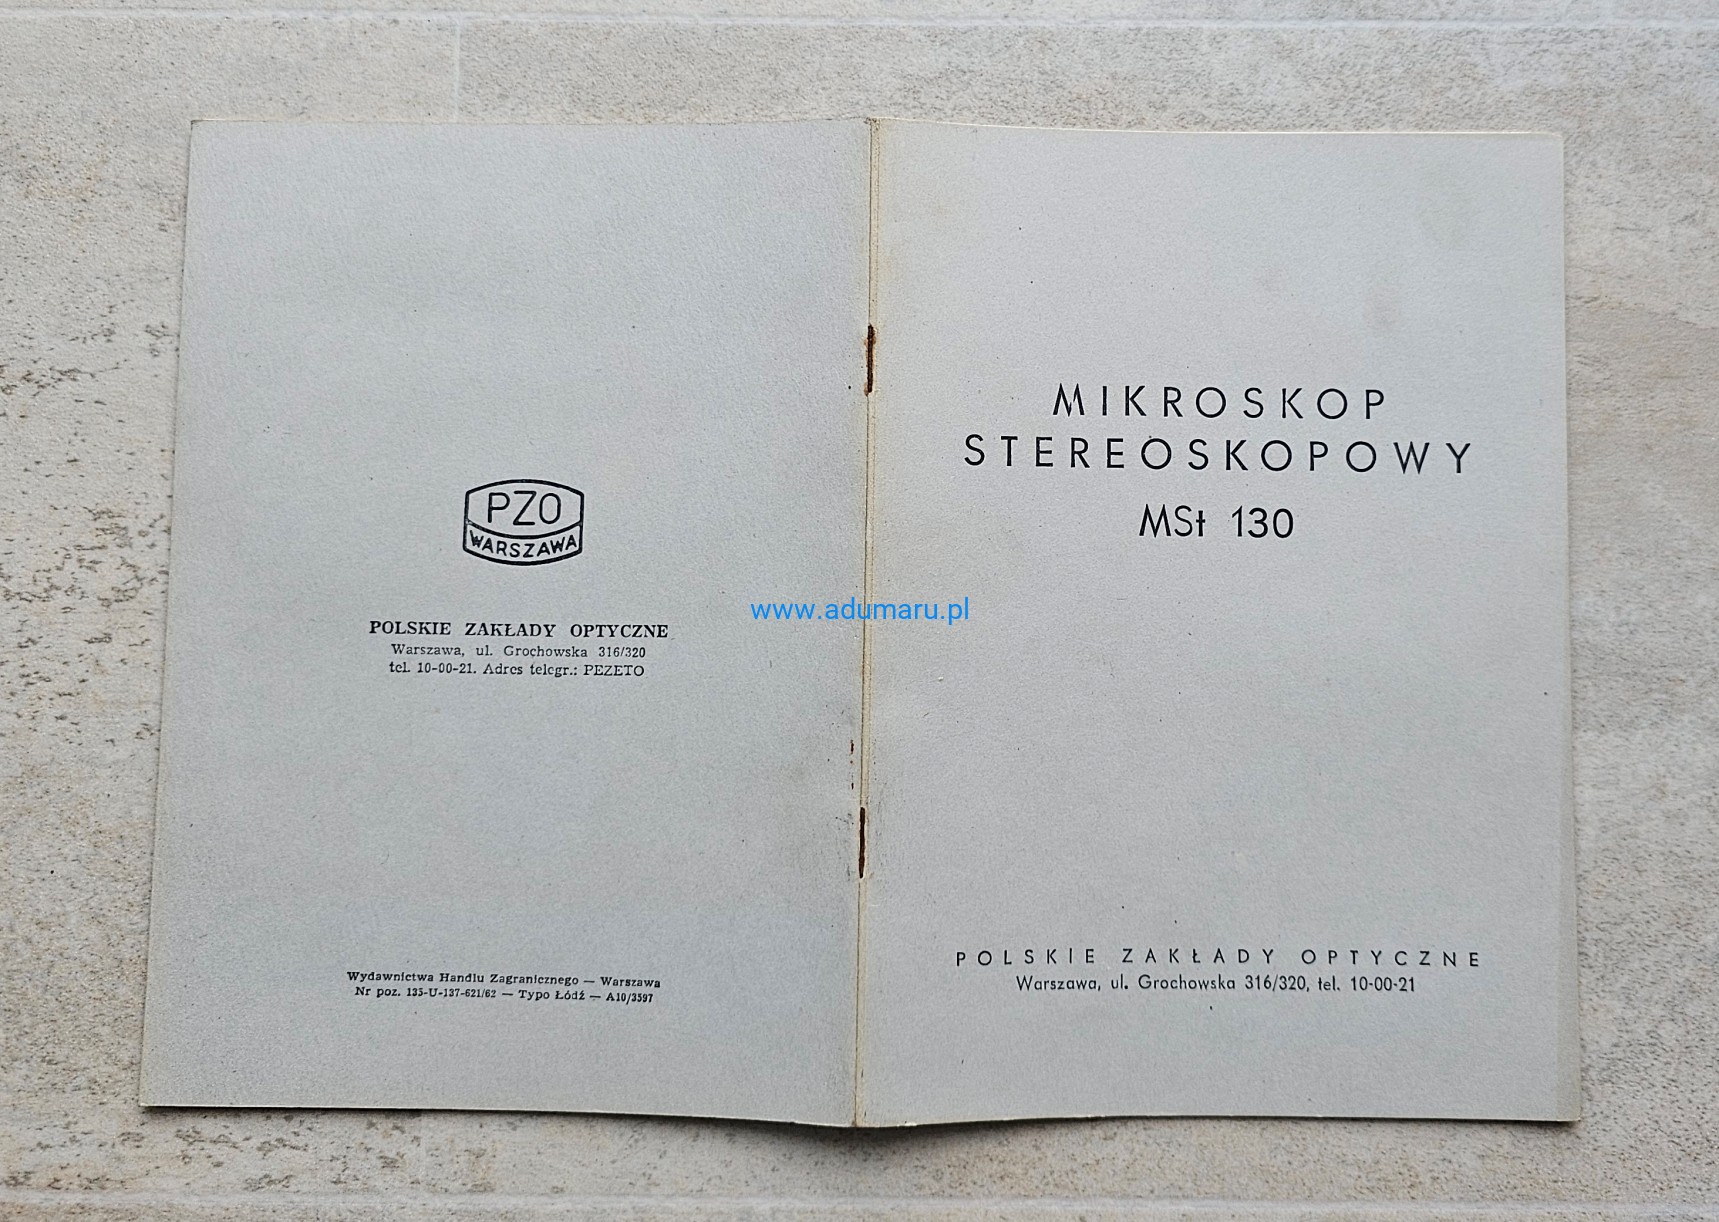 PZO
WARSZAWA
POLSKIE ZAKŁADY OPTYCZNE
Warszawa, ul. Grochowska 316/320
tel. 10-00-21. Adres telegr.: PEZETO
Wydawnictwa Handlu Zagranicznego — Warszawa
Nr poz. 135-U-137-621/62 — Typo Łódź — A10/3597
www.adumaru.pl
MIKROSKOP
STEREOSKOPOWY
MSt 130
POLSKIE ZAKŁADY OPTYCZNE
Warszawa, ul. Grochowska 316/320, tel. 10-00-21